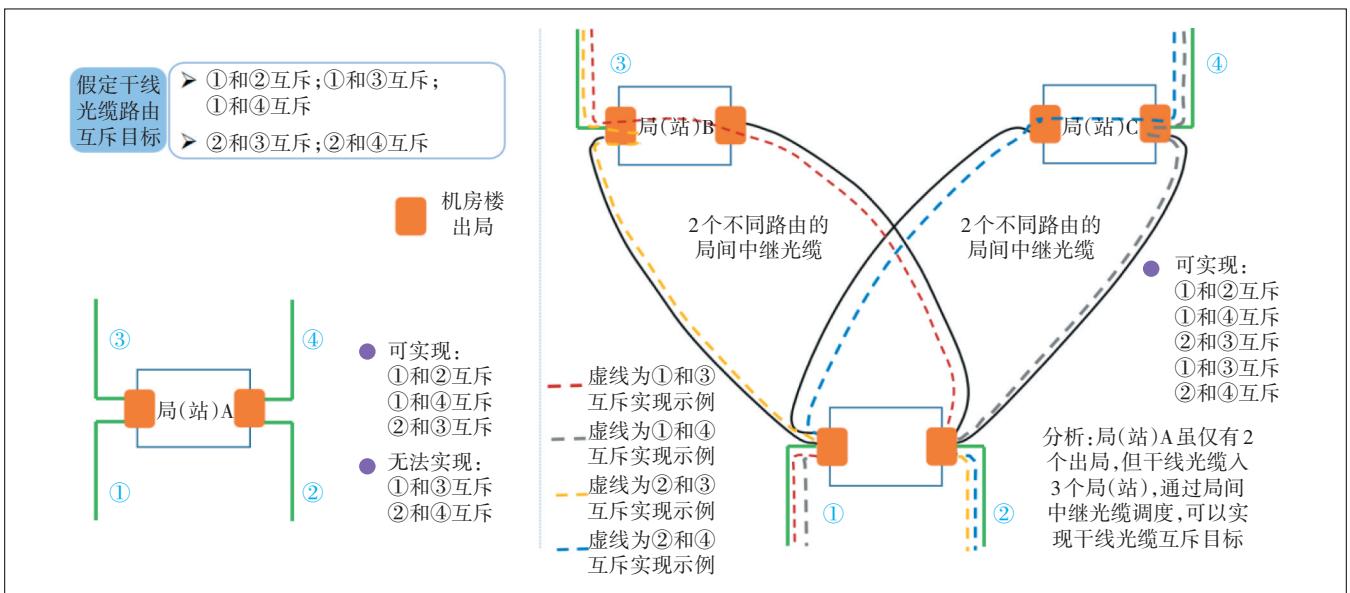 假定干线
光缆路由
互斥目标
➤ ①和②互斥;①和③互斥;
①和④互斥
➤ ②和③互斥;②和④互斥
机房楼
出局
③
④
局(站)A
①
②
● 可实现:
①和②互斥
①和④互斥
②和③互斥
● 无法实现:
①和③互斥
②和④互斥
③
④
局(站)B
局(站)C
2个不同路由的
局间中继光缆
2个不同路由的
局间中继光缆
● 可实现:
①和②互斥
①和④互斥
②和③互斥
①和③互斥
②和④互斥
虚线为①和③
互斥实现示例
虚线为①和④
互斥实现示例
虚线为②和③
互斥实现示例
虚线为②和④
互斥实现示例
①
②
分析:局(站)A虽仅有2
个出局,但干线光缆入
3个局(站),通过局间
中继光缆调度,可以实
现干线光缆互斥目标